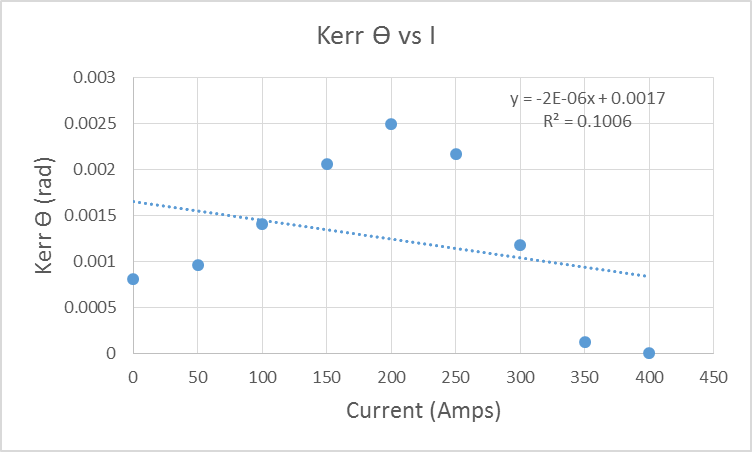 Kerr ϴ vs I
y = -2E-06x + 0.0017
R² = 0.1006
0.003
0.0025
0.002
0.0015
0.001
0.0005
0
Kerr ϴ (rad)
0 50 100 150 200 250 300 350 400 450
Current (Amps)